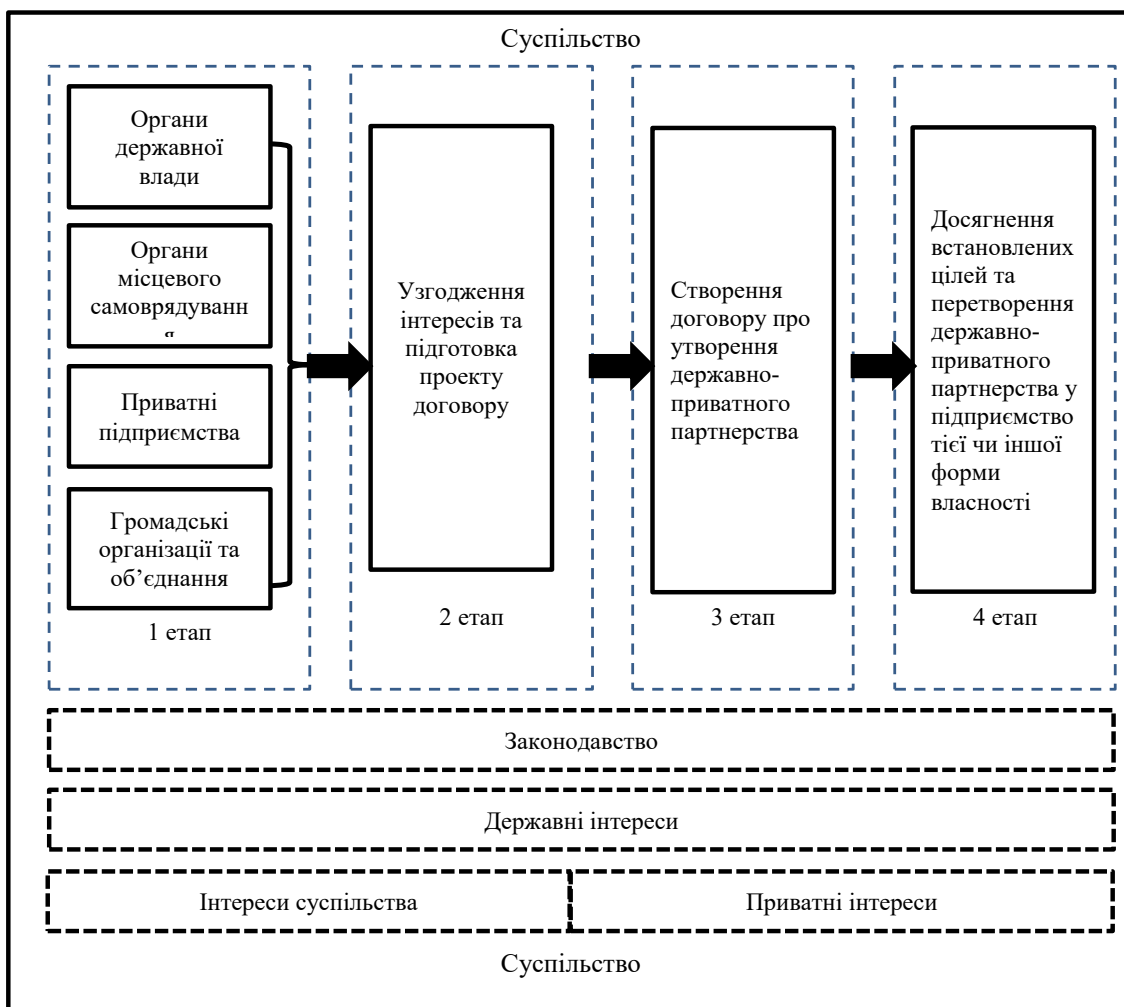 Суспільство
Органи
державної
влади
Органи
місцевого
самоврядуванн
я
Приватні
підприємства
Громадські
організації та
об’єднання
1 етап
Узгодження
інтересів та
підготовка
проекту
договору
2 етап
Створення
договору про
утворення
державно-
приватного
партнерства
3 етап
Досягнення
встановлених
цілей та
перетворення
державно-
приватного
партнерства у
підприємство
тієї чи іншої
форми
власності
4 етап
Законодавство
Державні інтереси
Інтереси суспільства
Приватні інтереси
Суспільство